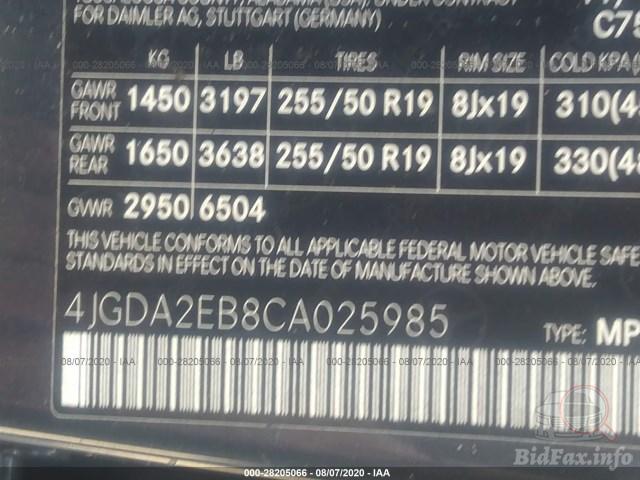 FOR DAIMLER AG, STUTTGART (GERMANY)
KG LB TIRES RIM SIZE COLD KPA(
GAWR FRONT 1450 3197 255/50 R19 8Jx19 310(4
GAWR REAR 1650 3638 255/50 R19 8Jx19 330(4
GVWR 2950 6504
THIS VEHICLE CONFORMS TO ALL APPLICABLE FEDERAL MOTOR VEHICLE SAFE
STANDARDS IN EFFECT ON THE DATE OF MANUFACTURE SHOWN ABOVE.
4JGDA2EB8CA025985
TYPE: MP
000-28205066 - 08/07/2020 - IAA
BidFax.info